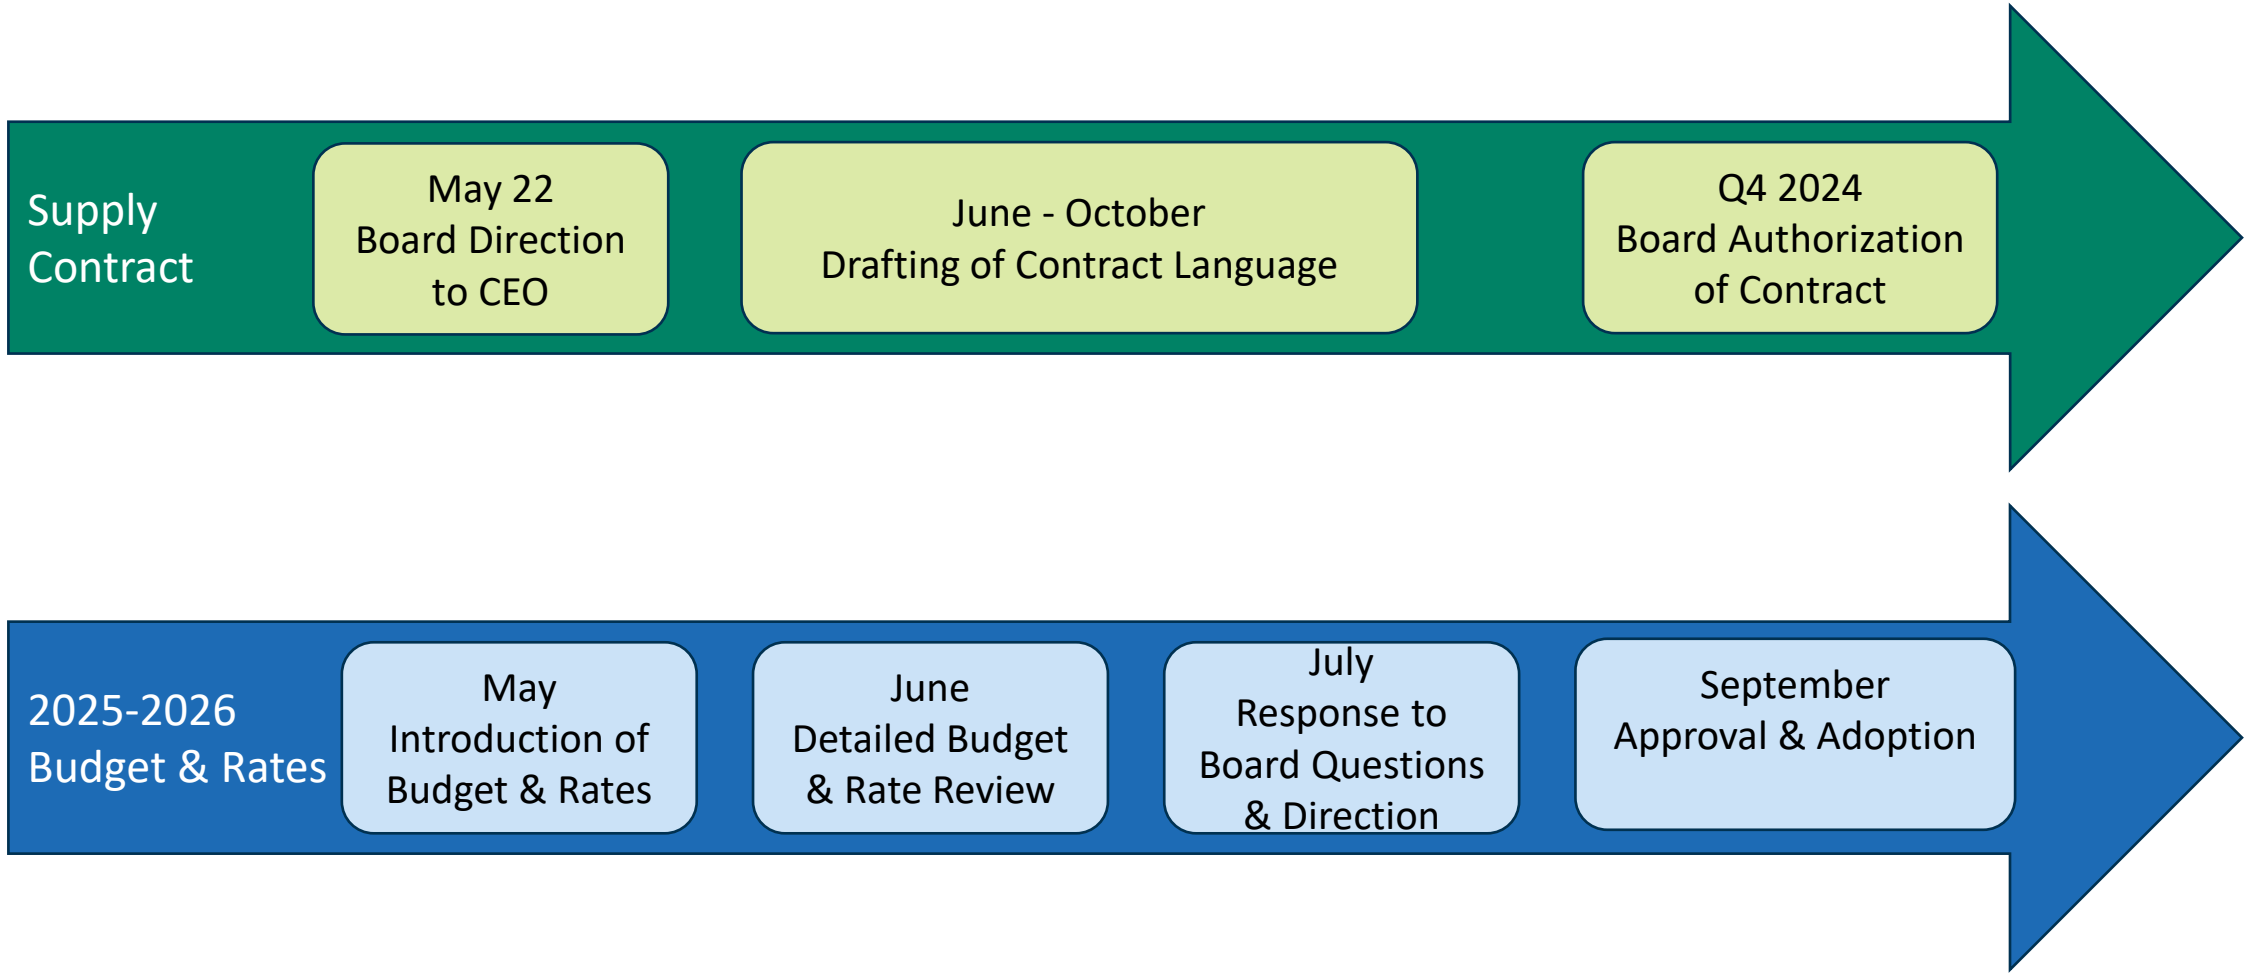 Supply
Contract
May 22
Board Direction
to CEO
June - October
Drafting of Contract Language
Q4 2024
Board Authorization
of Contract
2025-2026
Budget & Rates
May
Introduction of
Budget & Rates
June
Detailed Budget
& Rate Review
July
Response to
Board Questions
& Direction
September
Approval & Adoption